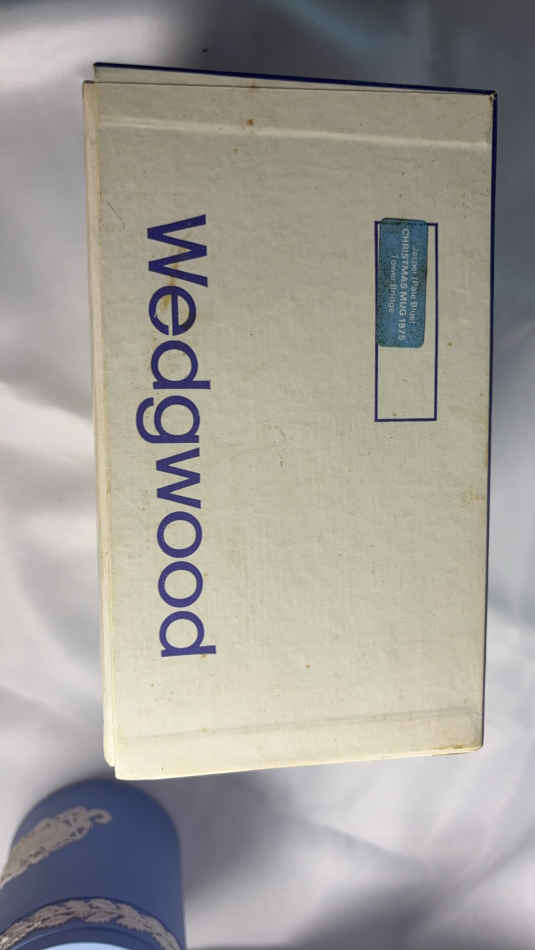 Jasper (Pale Blue)
CHRISTMAS MUG 1975
Tower Bridge
Wedgwood